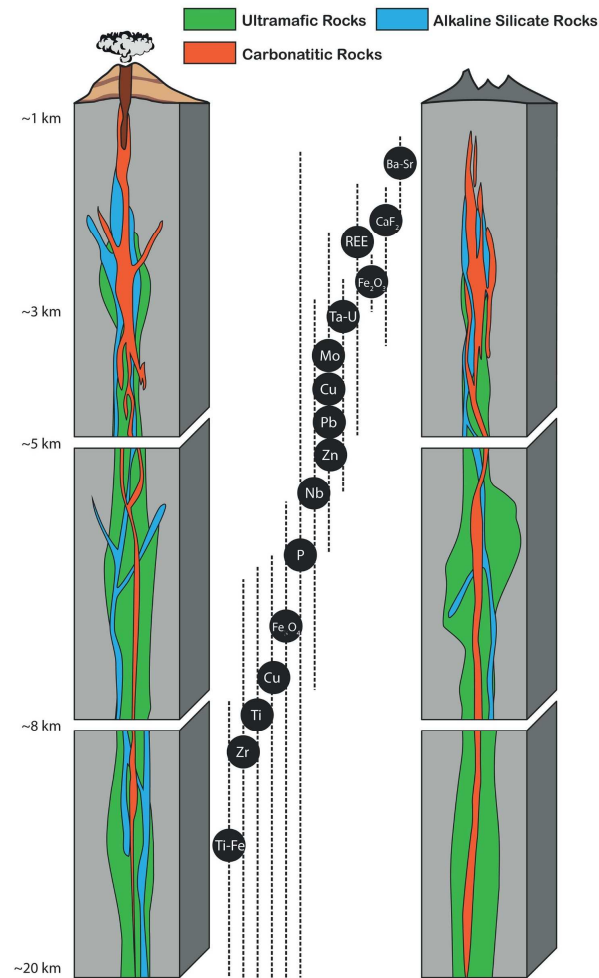 Ultramafic Rocks
Alkaline Silicate Rocks
Carbonatitic Rocks
~1 km
Ba-Sr
CaF₂
REE
Fe₂O₃
~3 km
Ta-U
Mo
Cu
Pb
~5 km
Zn
Nb
P
Fe₃O₄
Cu
Ti
~8 km
Zr
Ti-Fe
~20 km